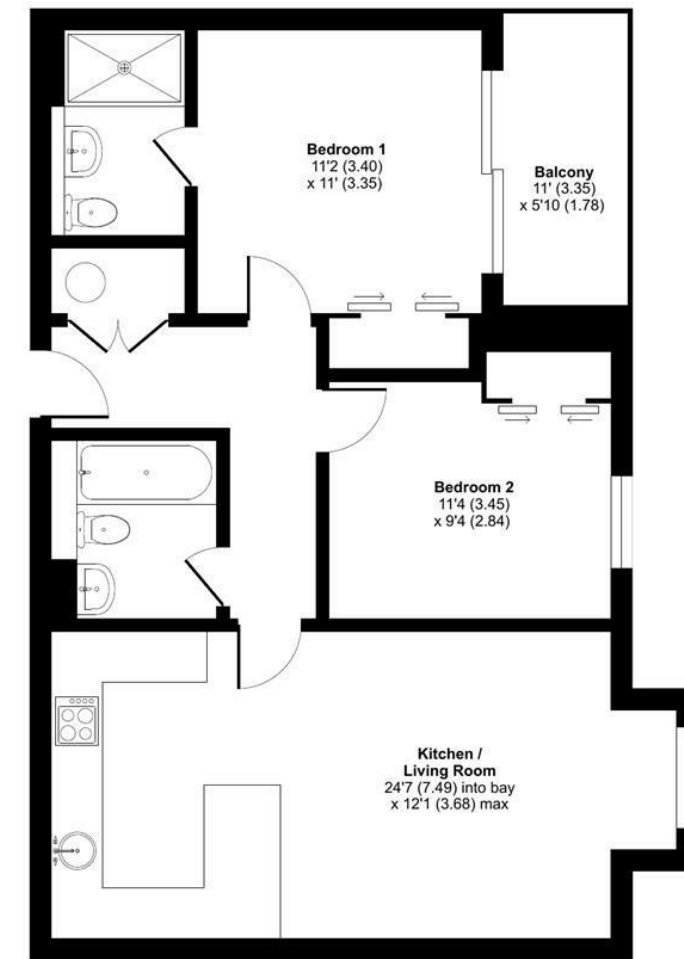 Bedroom 1
11'2 (3.40)
x 11' (3.35)
Balcony
11' (3.35)
x 5'10 (1.78)
Bedroom 2
11'4 (3.45)
x 9'4 (2.84)
Kitchen /
Living Room
24'7 (7.49) into bay
x 12'1 (3.68) max